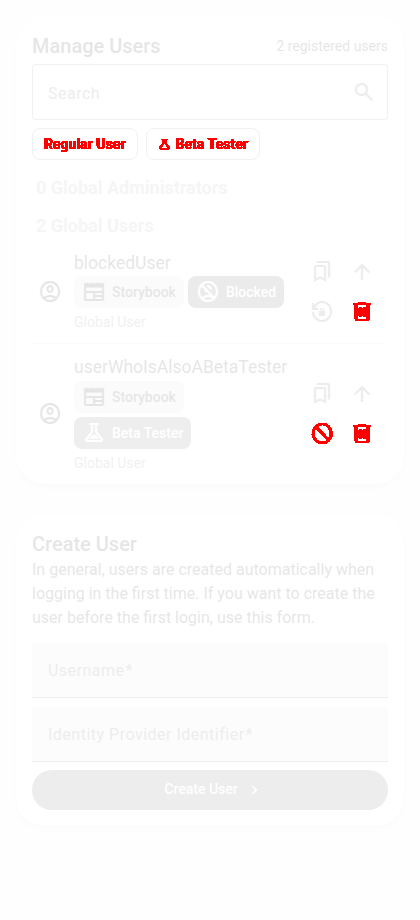 Manage Users
2 registered users
Search
Regular User
Beta Tester
0 Global Administrators
2 Global Users
blockedUser
Storybook
Blocked
Global User
userWhoIsAlsoABetaTester
Storybook
Beta Tester
Global User
Create User
In general, users are created automatically when
logging in the first time. If you want to create the
user before the first login, use this form.
Username*
Identity Provider Identifier*
Create User